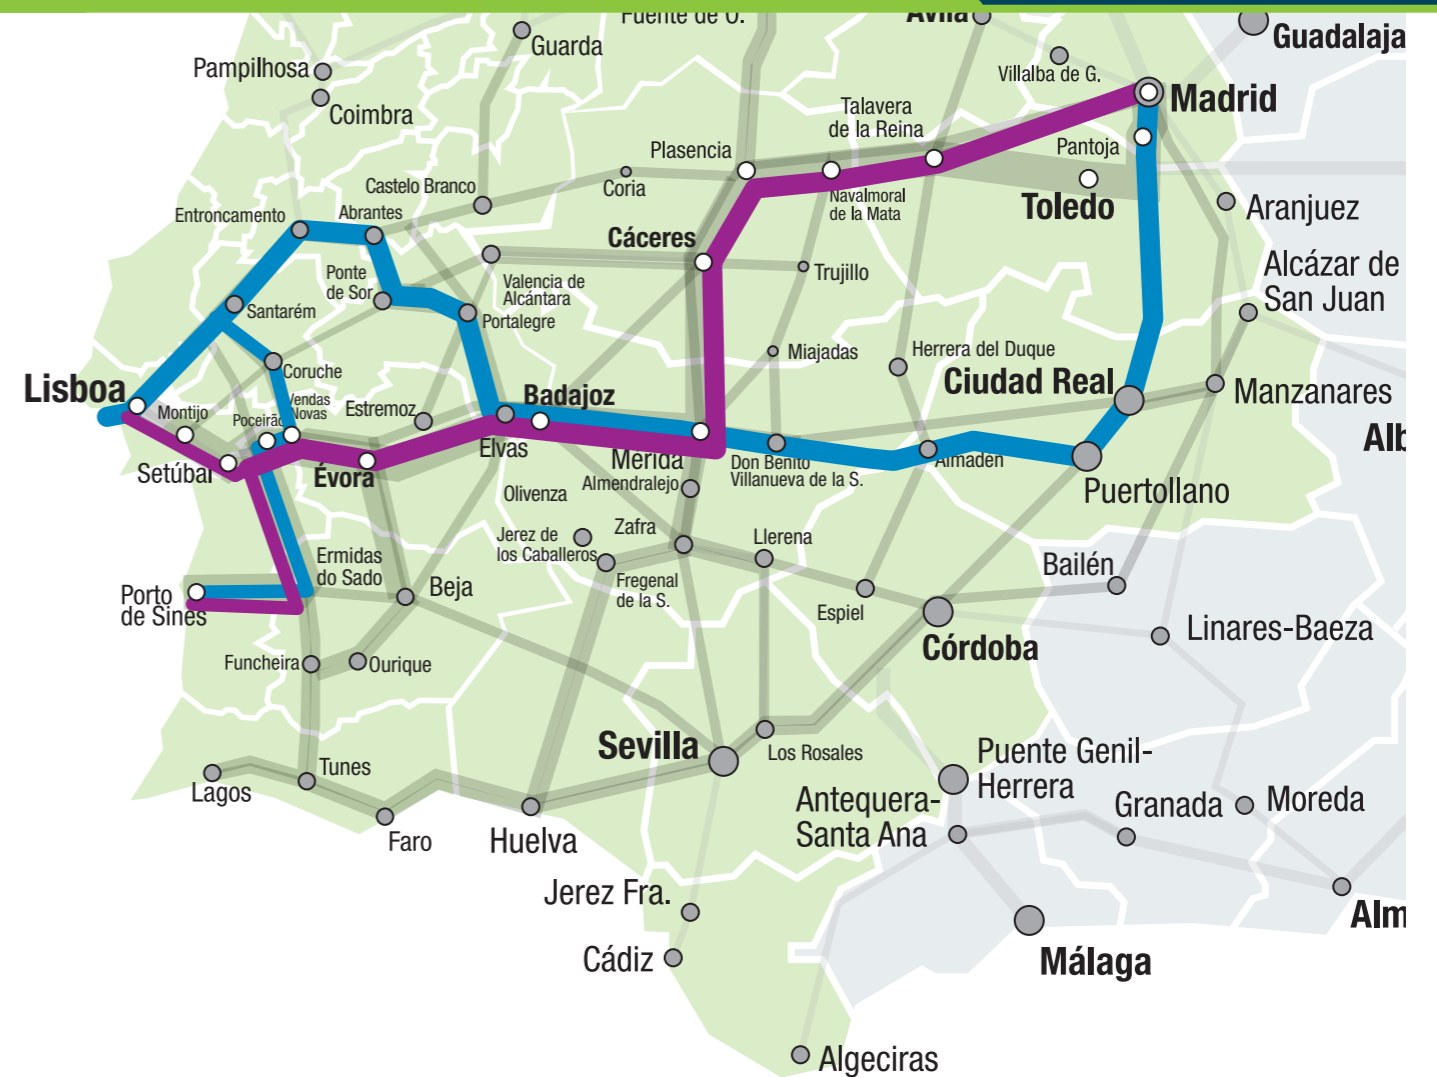 Fuente de O.
Ávila
Guadalaja
Guarda
Pampilhosa
Villalba de G.
Coimbra
Talavera
de la Reina
Madrid
Plasencia
Pantoja
Castelo Branco
Coria
Navalmoral
de la Mata
Toledo
Aranjuez
Entroncamento
Abrantes
Cáceres
Ponte
de Sor
Valencia de
Alcántara
Trujillo
Alcázar de
San Juan
Santarém
Portalegre
Coruche
Miajadas
Herrera del Duque
Ciudad Real
Manzanares
Lisboa
Montijo
Poceirão
Vendas
Novas
Estremoz
Badajoz
Alb
Setúbal
Évora
Elvas
Mérida
Don Benito
Villanueva de la S.
Almadén
Puertollano
Olivenza
Almendralejo
Zafra
Jerez de
los Caballeros
Llerena
Ermidas
do Sado
Beja
Fregenal
de la S.
Bailén
Porto
de Sines
Espiel
Linares-Baeza
Córdoba
Funcheira
Ourique
Sevilla
Los Rosales
Puente Genil-
Herrera
Tunes
Lagos
Antequera-
Santa Ana
Granada
Moreda
Faro
Huelva
Jerez Fra.
Alm
Cádiz
Málaga
Algeciras